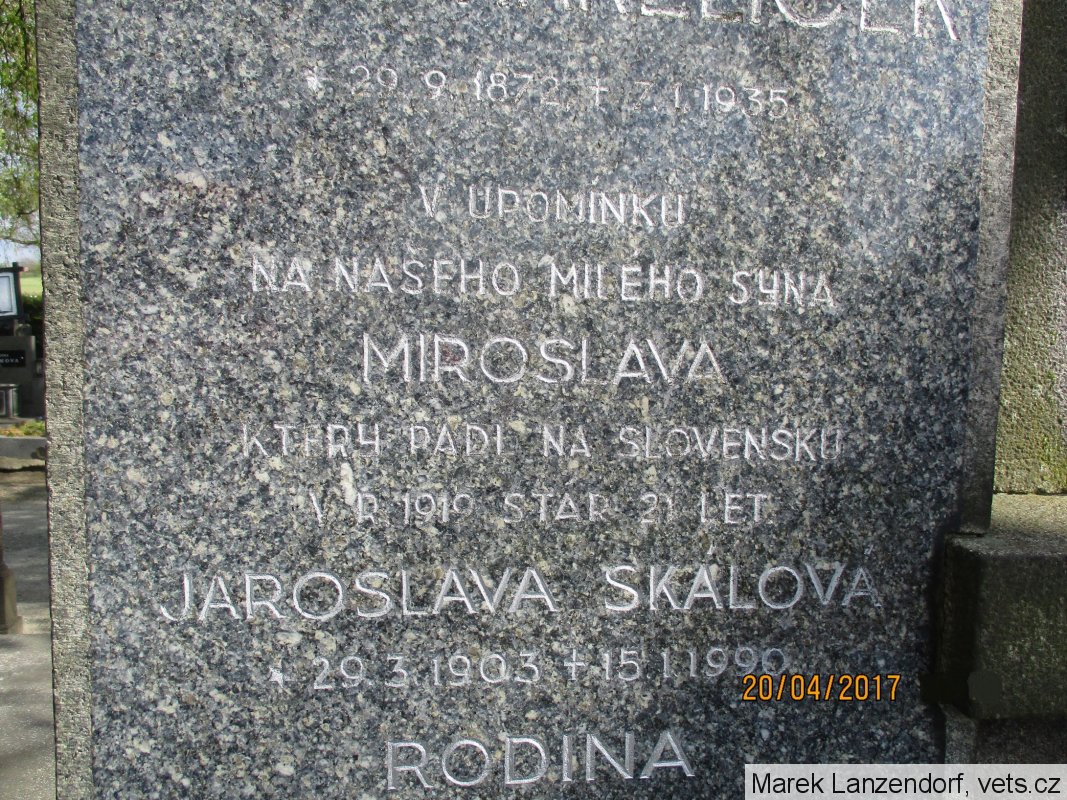 * 29. 9. 1872 + 7. 1. 1935
V UPOMÍNKU
NA NAŠEHO MILÉHO SYNA
MIROSLAVA
KTERÝ PADL NA SLOVENSKU
V R. 1919 STÁR 21 LET.
JAROSLAVA SKÁLOVÁ
* 29. 3. 1903 + 15. 1. 1990
RODINA
20/04/2017
Marek Lanzendorf, vets.cz